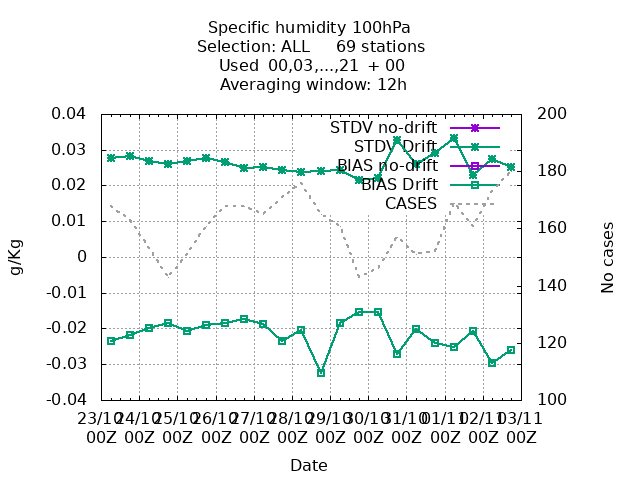 Specific humidity 100hPa
Selection: ALL 69 stations
Used 00,03,...,21 + 00
Averaging window: 12h
0.04
0.03
0.02
0.01
0
-0.01
-0.02
-0.03
-0.04
g/Kg
STDV no-drift
STDV Drift
BIAS no-drift
BIAS Drift
CASES
200
180
160
140
120
100
No cases
23/10 24/10 25/10 26/10 27/10 28/10 29/10 30/10 31/10 01/11 02/11 03/11
00Z 00Z 00Z 00Z 00Z 00Z 00Z 00Z 00Z 00Z 00Z 00Z
Date